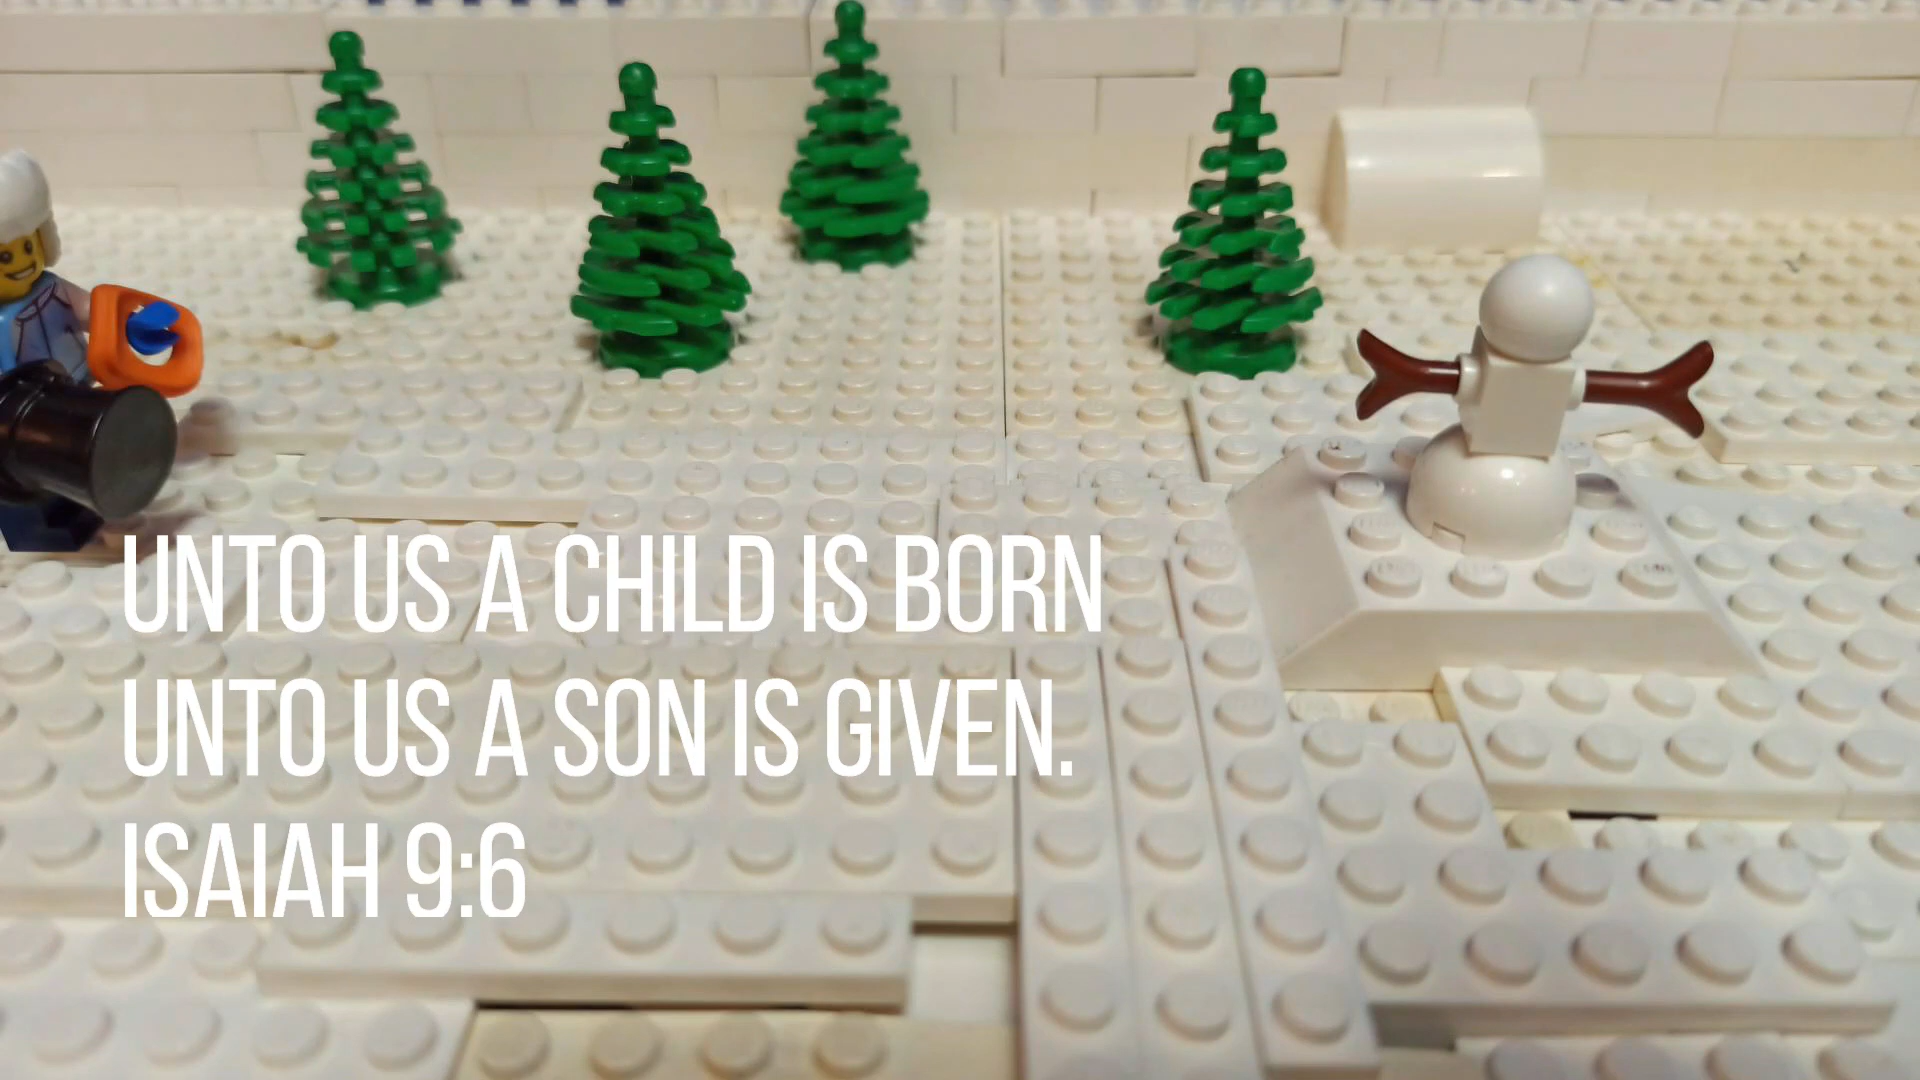 UNTO US A CHILD IS BORN
UNTO US A SON IS GIVEN.
ISAIAH 9:6